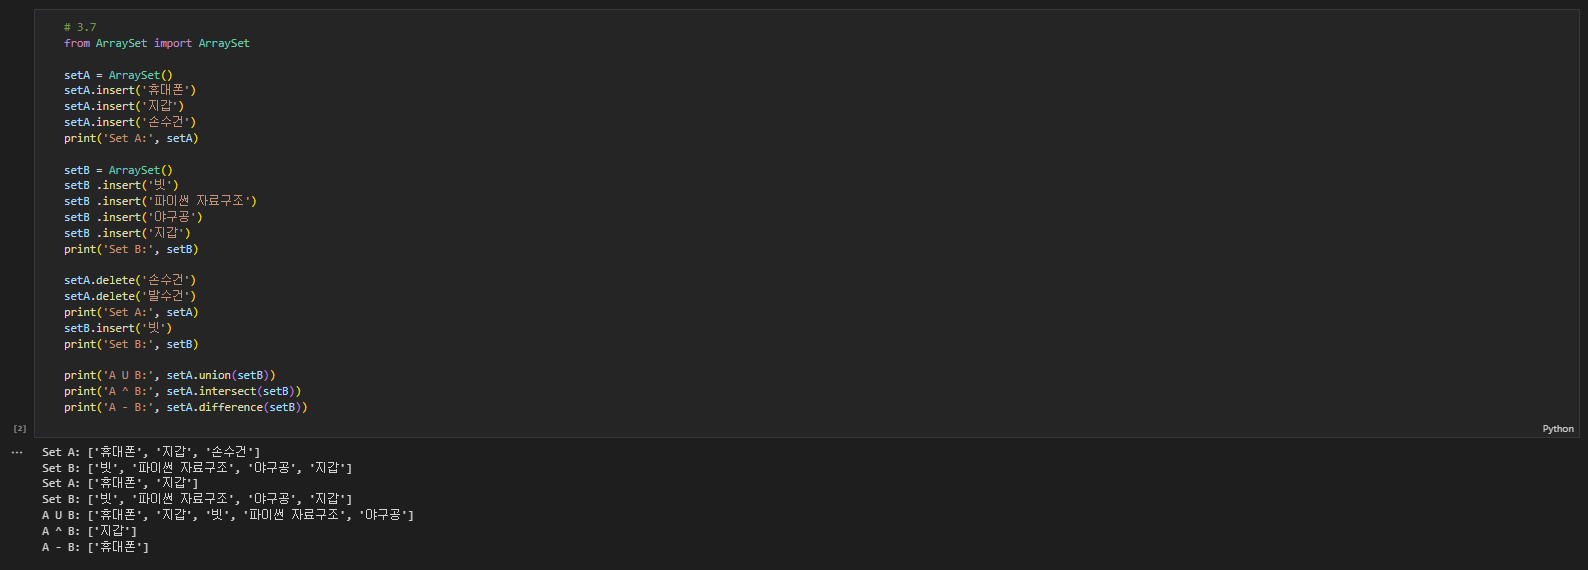 # 3.7
from ArraySet import ArraySet
setA = ArraySet()
setA.insert('휴대폰')
setA.insert('지갑')
setA.insert('손수건')
print('Set A:', setA)
setB = ArraySet()
setB .insert('빗')
setB .insert('파이썬 자료구조')
setB .insert('야구공')
setB .insert('지갑')
print('Set B:', setB)
setA.delete('손수건')
setA.delete('발수건')
print('Set A:', setA)
setB.insert('빗')
print('Set B:', setB)
print('A U B:', setA.union(setB))
print('A ^ B:', setA.intersect(setB))
print('A - B:', setA.difference(setB))
[2]
Python
Set A: ['휴대폰', '지갑', '손수건']
Set B: ['빗', '파이썬 자료구조', '야구공', '지갑']
Set A: ['휴대폰', '지갑']
Set B: ['빗', '파이썬 자료구조', '야구공', '지갑']
A U B: ['휴대폰', '지갑', '빗', '파이썬 자료구조', '야구공']
A ^ B: ['지갑']
A - B: ['휴대폰']